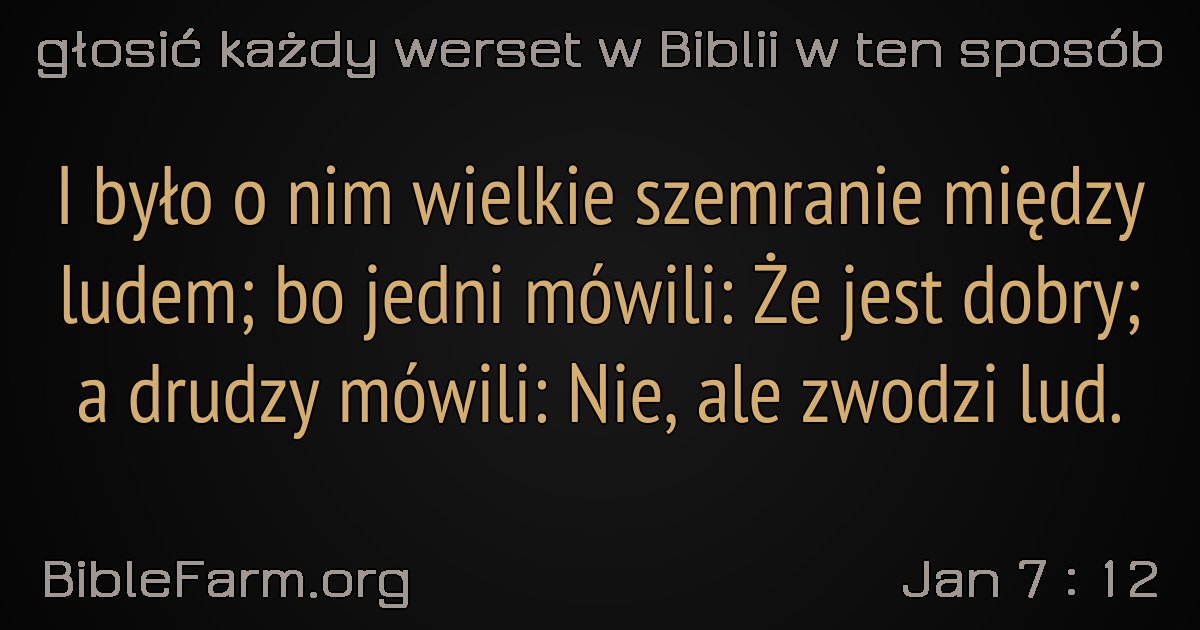 głosić każdy werset w Biblii w ten sposób
I było o nim wielkie szemranie między
ludem; bo jedni mówili: Że jest dobry;
a drudzy mówili: Nie, ale zwodzi lud.
BibleFarm.org
Jan 7 : 12